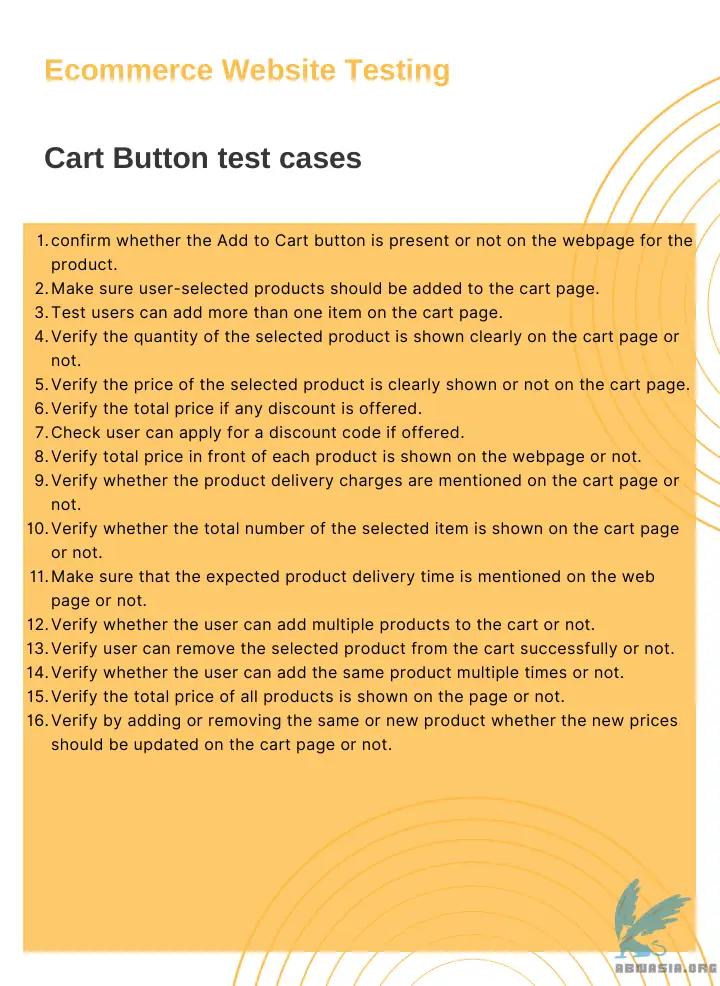 Ecommerce Website Testing
Cart Button test cases
1. confirm whether the Add to Cart button is present or not on the webpage for the
product.
2. Make sure user-selected products should be added to the cart page.
3. Test users can add more than one item on the cart page.
4. Verify the quantity of the selected product is shown clearly on the cart page or
not.
5. Verify the price of the selected product is clearly shown or not on the cart page.
6. Verify the total price if any discount is offered.
7. Check user can apply for a discount code if offered.
8. Verify total price in front of each product is shown on the webpage or not.
9. Verify whether the product delivery charges are mentioned on the cart page or
not.
10. Verify whether the total number of the selected item is shown on the cart page
or not.
11. Make sure that the expected product delivery time is mentioned on the web
page or not.
12. Verify whether the user can add multiple products to the cart or not.
13. Verify user can remove the selected product from the cart successfully or not.
14. Verify whether the user can add the same product multiple times or not.
15. Verify the total price of all products is shown on the page or not.
16. Verify by adding or removing the same or new product whether the new prices
should be updated on the cart page or not.
ABWASIA.ORG